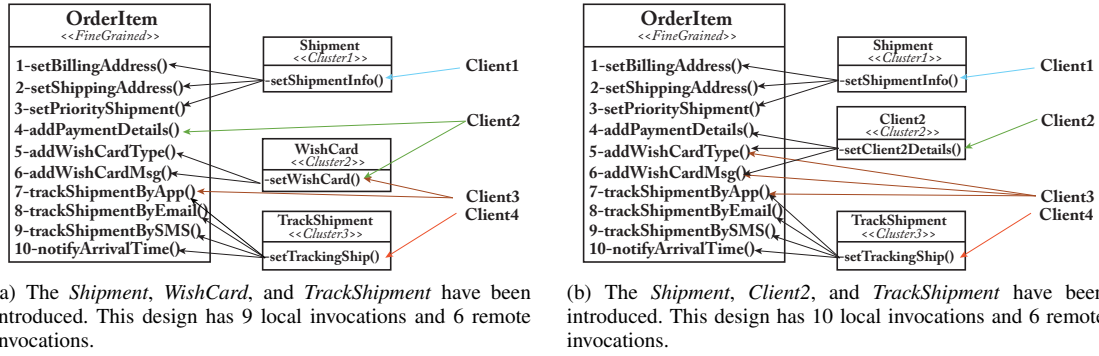 OrderItem
<<FineGrained>>
1-setBillingAddress()
2-setShippingAddress()
3-setPriorityShipment()
4-addPaymentDetails()
5-addWishCardType()
6-addWishCardMsg()
7-trackShipmentByApp()
8-trackShipmentByEmail()
9-trackShipmentBySMS()
10-notifyArrivalTime()
Shipment
<<Cluster1>>
-setShipmentInfo()
WishCard
<<Cluster2>>
-setWishCard()
TrackShipment
<<Cluster3>>
-setTrackingShip()
Client1
Client2
Client3
Client4
(a) The Shipment, WishCard, and TrackShipment have been
introduced. This design has 9 local invocations and 6 remote
invocations.
OrderItem
<<FineGrained>>
1-setBillingAddress()
2-setShippingAddress()
3-setPriorityShipment()
4-addPaymentDetails()
5-addWishCardType()
6-addWishCardMsg()
7-trackShipmentByApp()
8-trackShipmentByEmail()
9-trackShipmentBySMS()
10-notifyArrivalTime()
Shipment
<<Cluster1>>
-setShipmentInfo()
Client2
<<Cluster2>>
-setClient2Details()
TrackShipment
<<Cluster3>>
-setTrackingShip()
Client1
Client2
Client3
Client4
(b) The Shipment, Client2, and TrackShipment have been
introduced. This design has 10 local invocations and 6 remote
invocations.